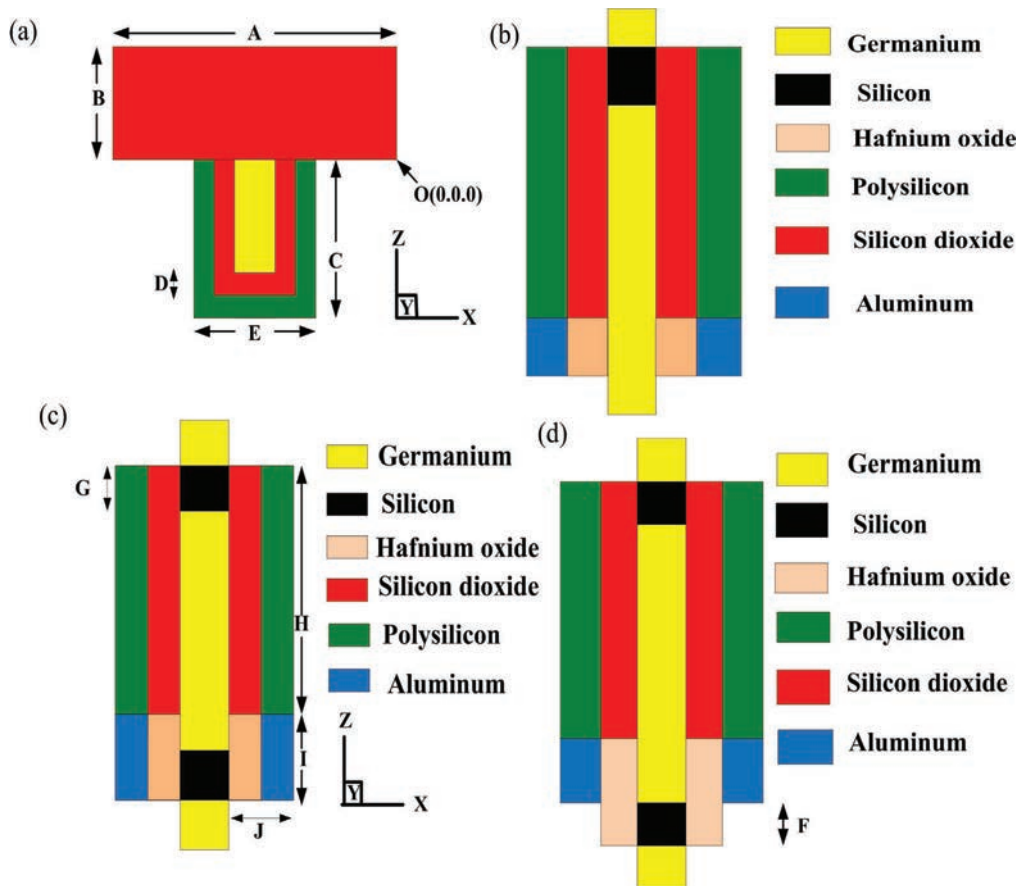 (a)
A
B
O(0.0.0)
C
D
E
Z
Y
X
(b)
Germanium
Silicon
Hafnium oxide
Polysilicon
Silicon dioxide
Aluminum
(c)
G
H
I
J
Germanium
Silicon
Hafnium oxide
Silicon dioxide
Polysilicon
Aluminum
Z
Y
X
(d)
F
Germanium
Silicon
Hafnium oxide
Polysilicon
Silicon dioxide
Aluminum